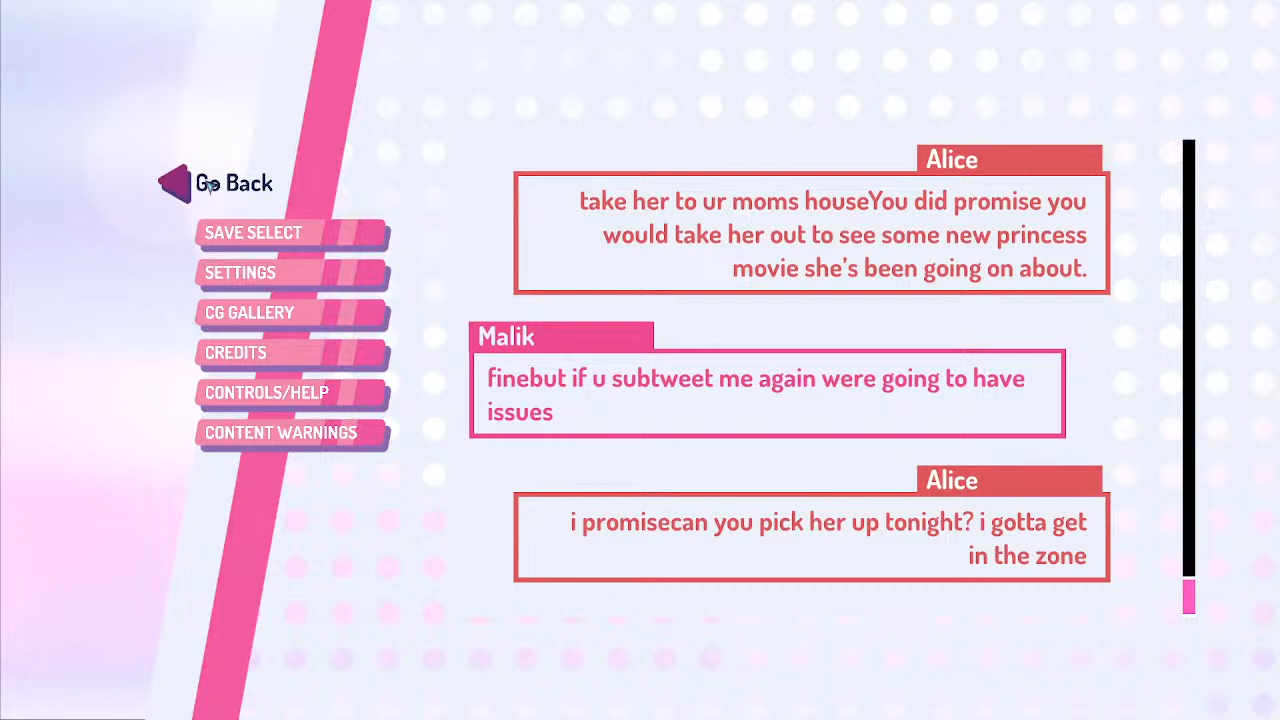 Go Back
SAVE SELECT
SETTINGS
CG GALLERY
CREDITS
CONTROLS/HELP
CONTENT WARNINGS
Alice
take her to ur moms houseYou did promise you
would take her out to see some new princess
movie she’s been going on about.
Malik
finebut if u subtweet me again were going to have
issues
Alice
i promisecan you pick her up tonight? i gotta get
in the zone